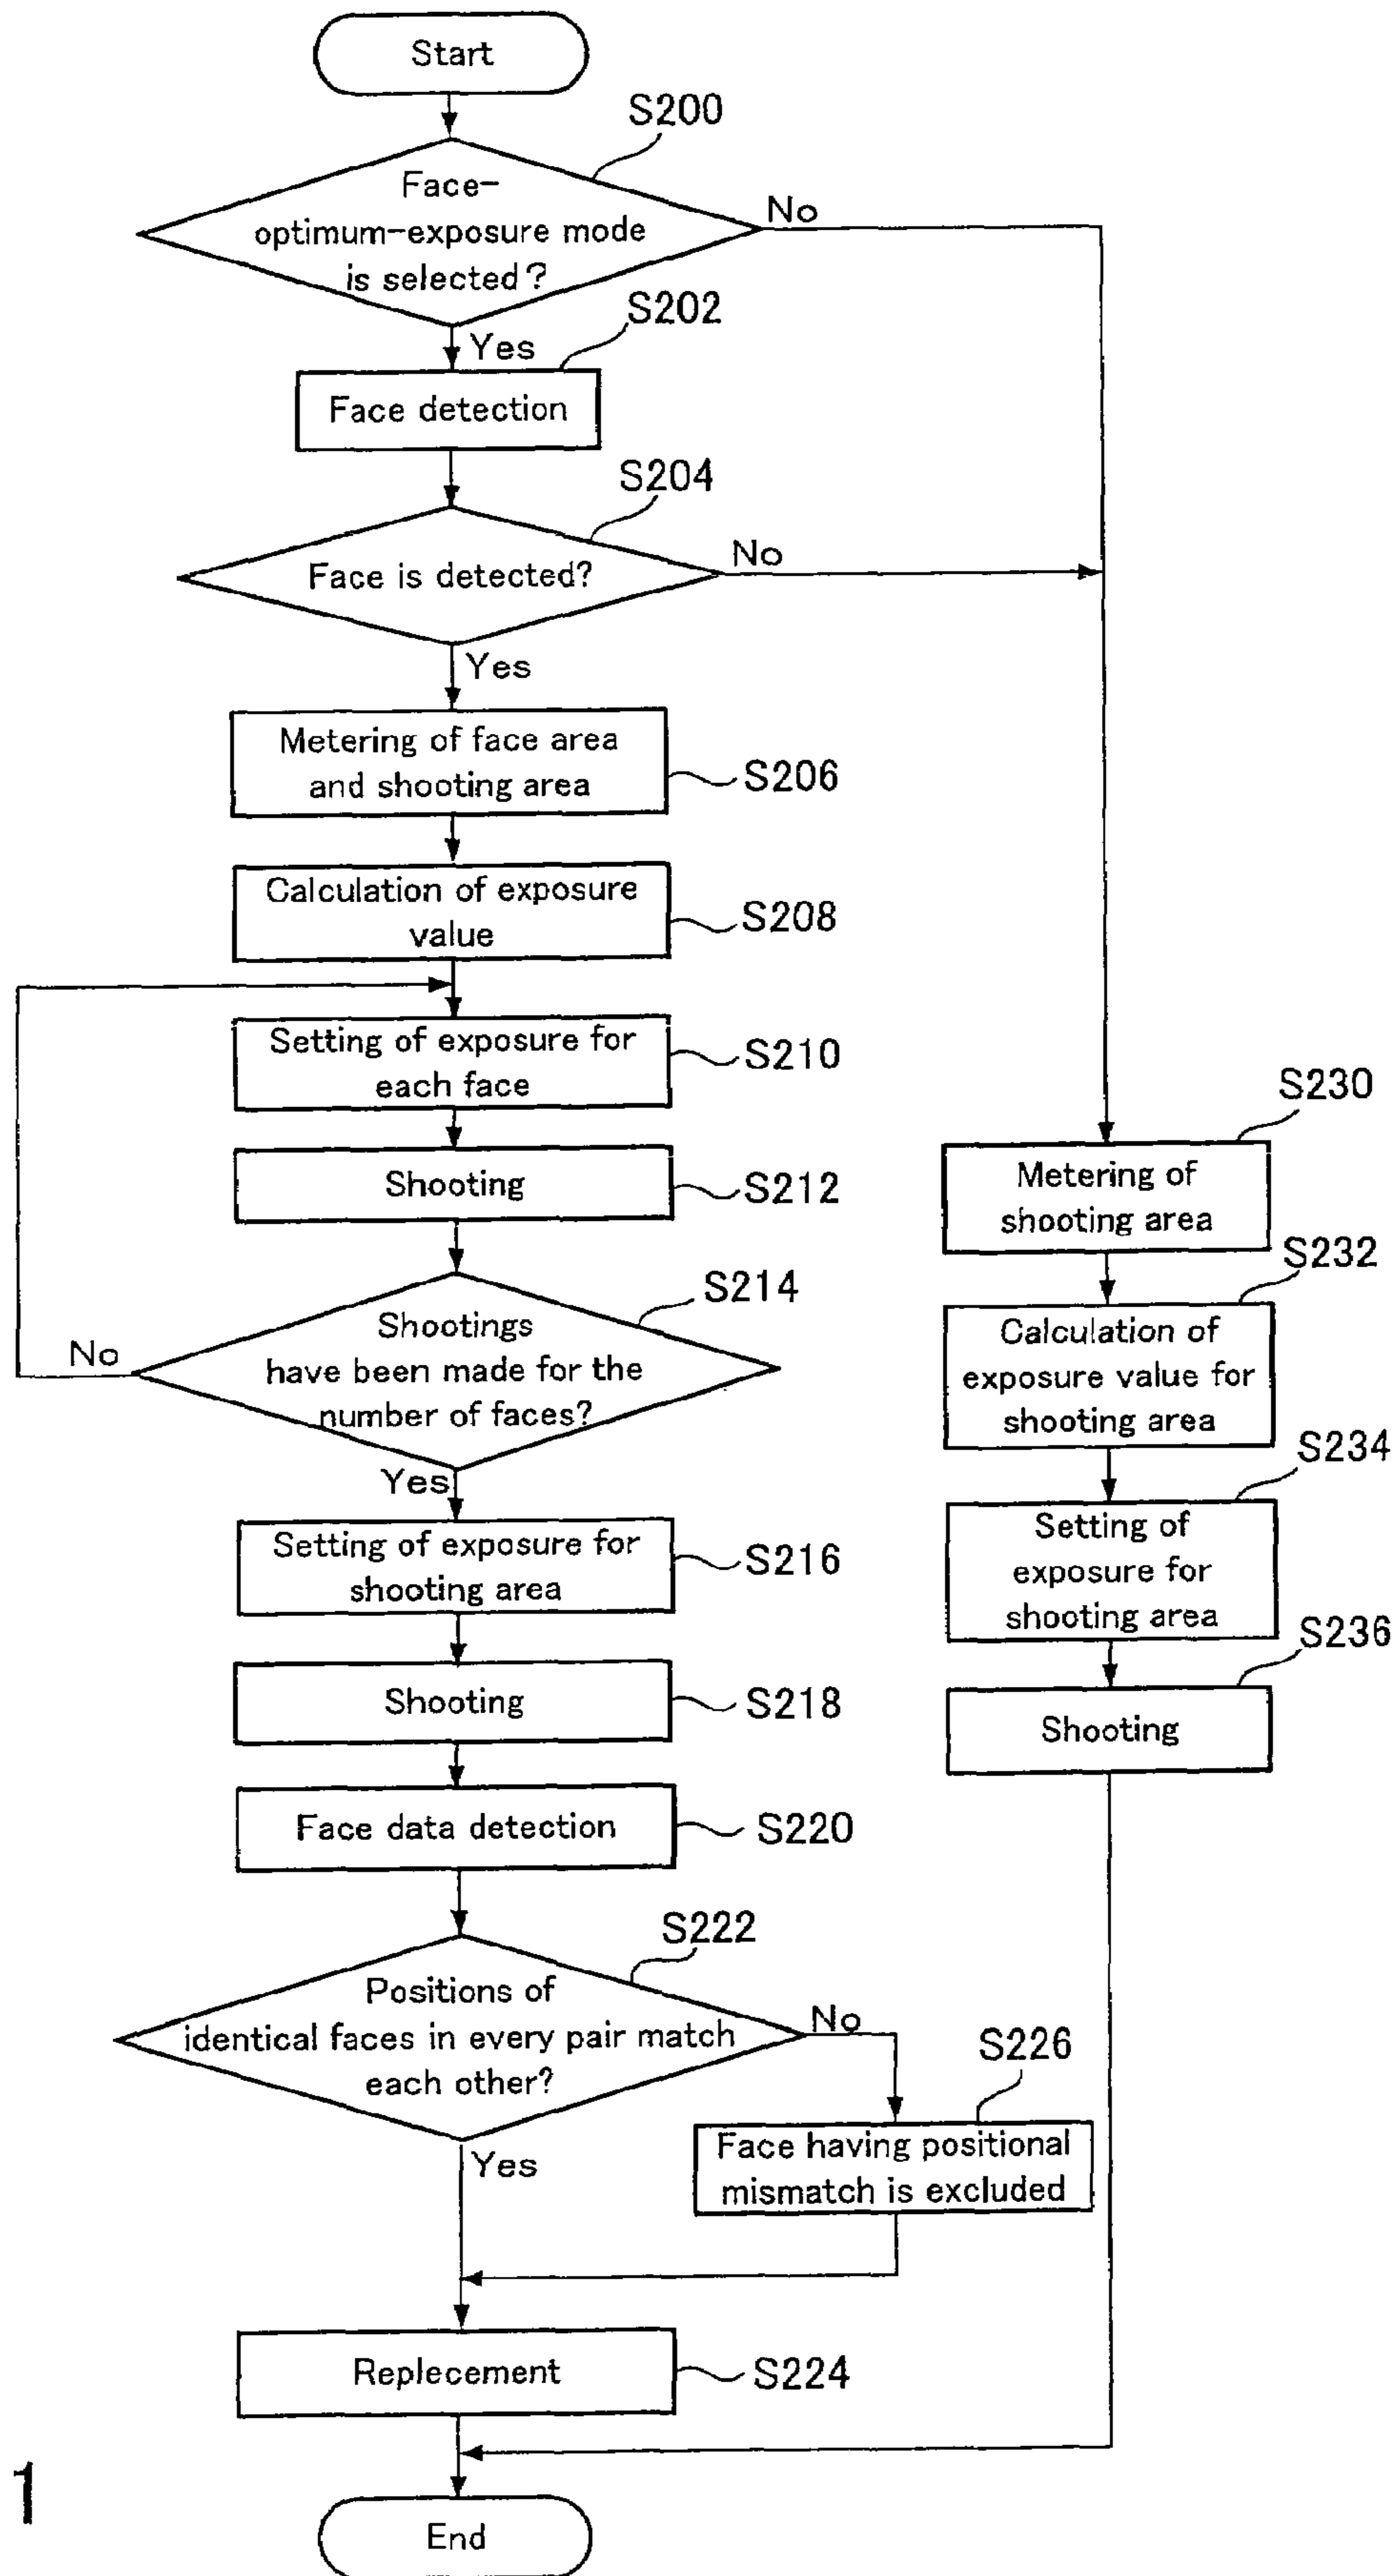 Start
S200
Face-
optimum-exposure mode
is selected?
No
S202
Yes
Face detection
S204
Face is detected?
No
Yes
Metering of face area
and shooting area
S206
Calculation of exposure
value
S208
Setting of exposure for
each face
S210
Shooting
S212
S214
Shootings
have been made for the
number of faces?
No
Yes
Setting of exposure for
shooting area
S216
Shooting
S218
Face data detection
S220
S222
Positions of
identical faces in every pair match
each other?
No
S226
Face having positional
mismatch is excluded
Yes
Replecement
S224
S230
Metering of
shooting area
S232
Calculation of
exposure value for
shooting area
S234
Setting of
exposure for
shooting area
S236
Shooting
End
1